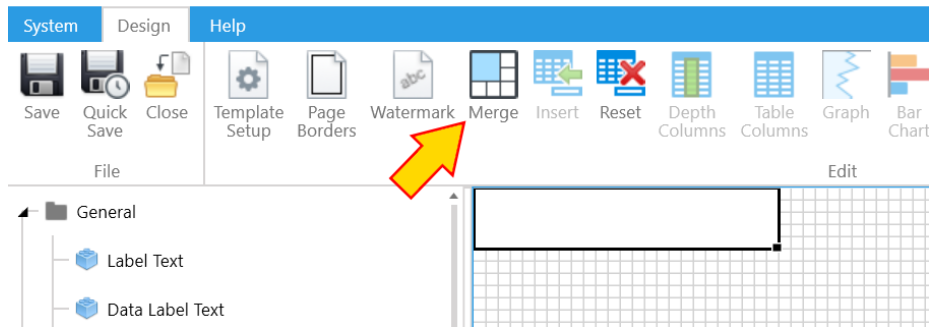 System Design Help
Save Quick Save Close Template Setup Page Borders Watermark Merge Insert Reset Depth Columns Table Columns Graph Bar Chart
abc
File Edit
General
Label Text
Data Label Text